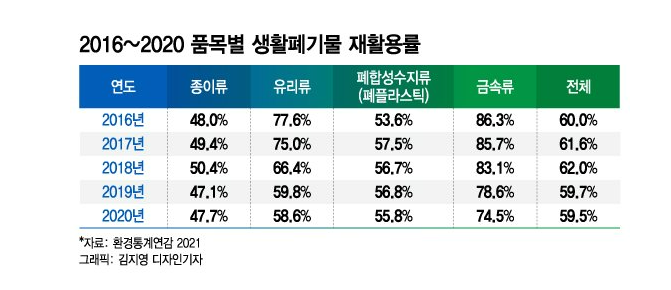 2016~2020 품목별 생활폐기물 재활용률
연도 종이류 유리류 폐합성수지류 (폐플라스틱) 금속류 전체
2016년 48.0% 77.6% 53.6% 86.3% 60.0%
2017년 49.4% 75.0% 57.5% 85.7% 61.6%
2018년 50.4% 66.4% 56.7% 83.1% 62.0%
2019년 47.1% 59.8% 56.8% 78.6% 59.7%
2020년 47.7% 58.6% 55.8% 74.5% 59.5%
*자료: 환경통계연감 2021
그래픽: 김지영 디자인기자